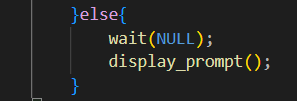 }else{
wait(NULL);
display_prompt();
}